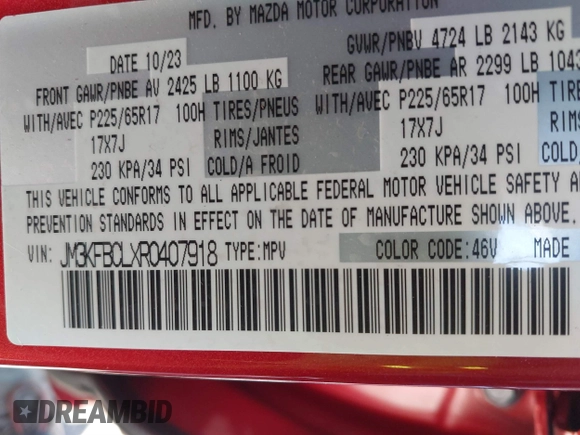 MFD. BY MAZDA MOTOR CORPORATION
DATE 10/23 GVWR/PNBV 4724 LB 2143 KG
FRONT GAWR/PNBE AV 2425 LB 1100 KG REAR GAWR/PNBE AR 2299 LB 1043
WITH/AVEC P225/65R17 100H TIRES/PNEUS WITH/AVEC P225/65R17 100H TIRES
17X7J RIMS/JANTES 17X7J RIMS/
230 KPA/34 PSI COLD/A FROID 230 KPA/34 PSI COLD/
THIS VEHICLE CONFORMS TO ALL APPLICABLE FEDERAL MOTOR VEHICLE SAFETY
PREVENTION STANDARDS IN EFFECT ON THE DATE OF MANUFACTURE SHOWN ABOVE.
VIN: JM3KFBCLXR0407918 TYPE:MPV COLOR CODE:46V MADE
DREAMBID